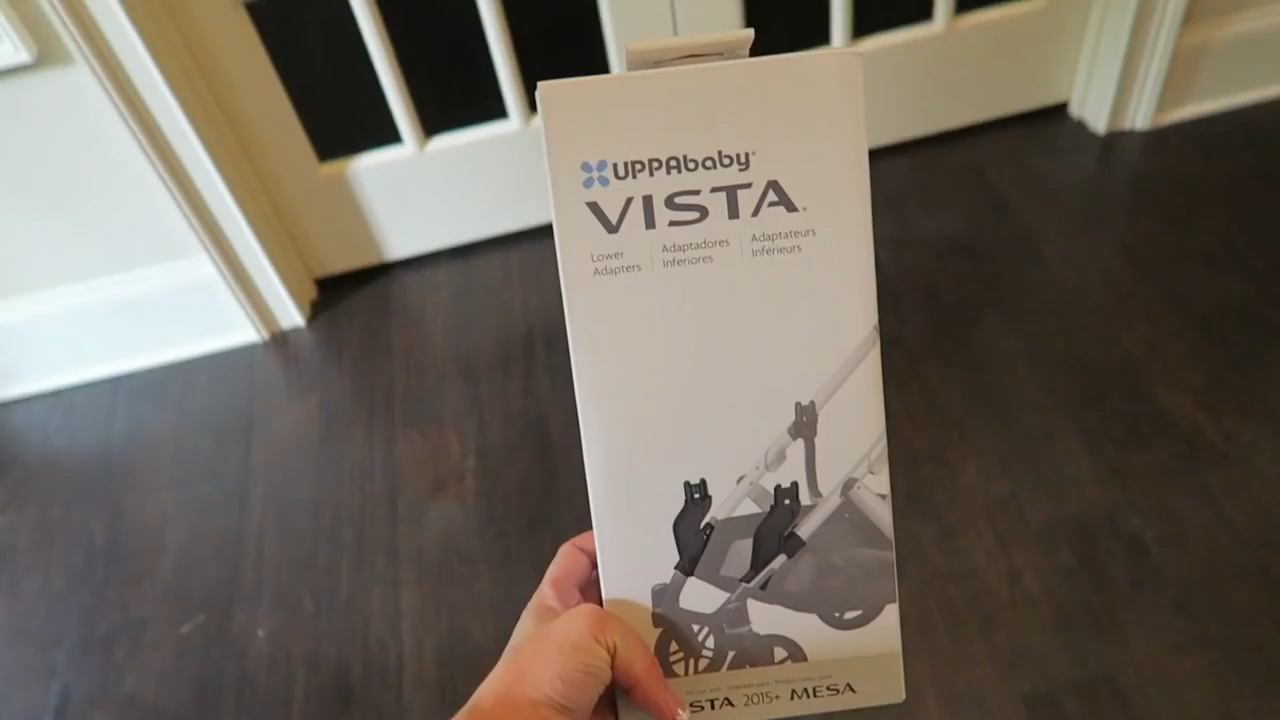 UPPAbaby®
VISTA.
Lower Adapters
Adaptadores Inferiores
Adaptateurs Inférieurs
STA 2015+ MESA